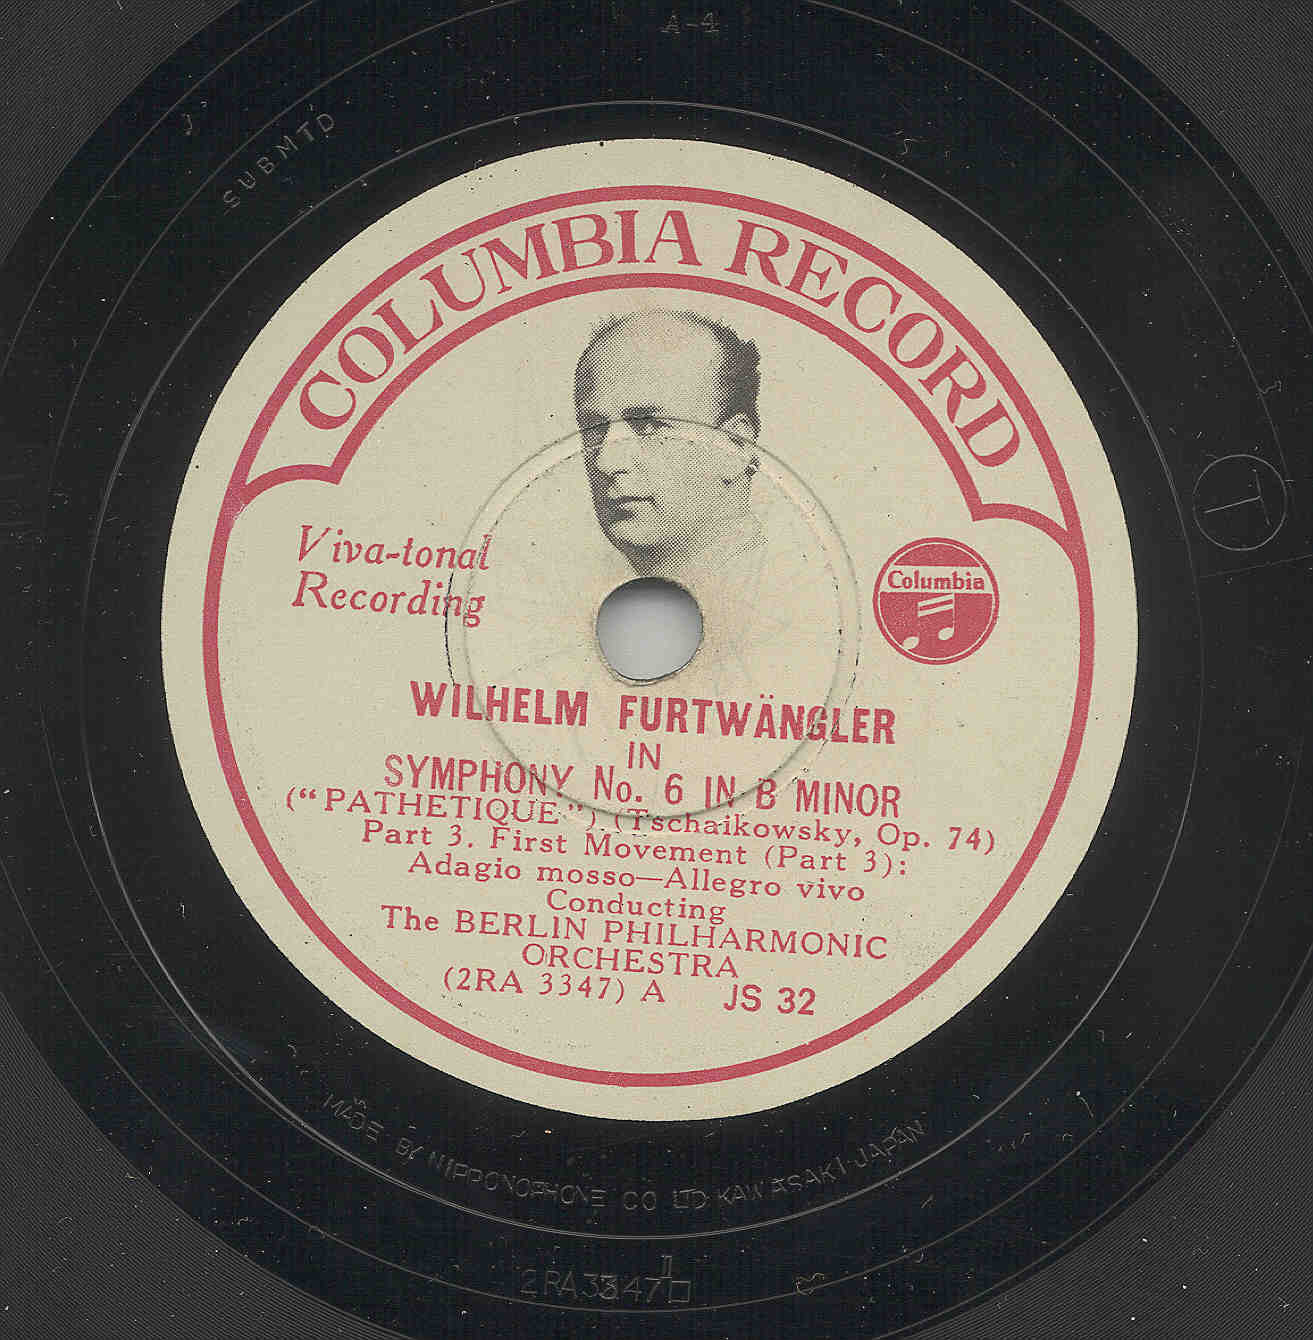 A-4
SUBMTD
COLUMBIA RECORD
Viva-tonal
Recording
Columbia
T
WILHELM FURTWÄNGLER
IN
SYMPHONY No. 6 IN B MINOR
("PATHETIQUE") (Tschaikowsky, Op. 74)
Part 3. First Movement (Part 3):
Adagio mosso—Allegro vivo
Conducting
The BERLIN PHILHARMONIC
ORCHESTRA
(2RA 3347) A JS 32
MADE BY NIPPONOPHONE CO LTD KAWASAKI JAPAN
2RA3347